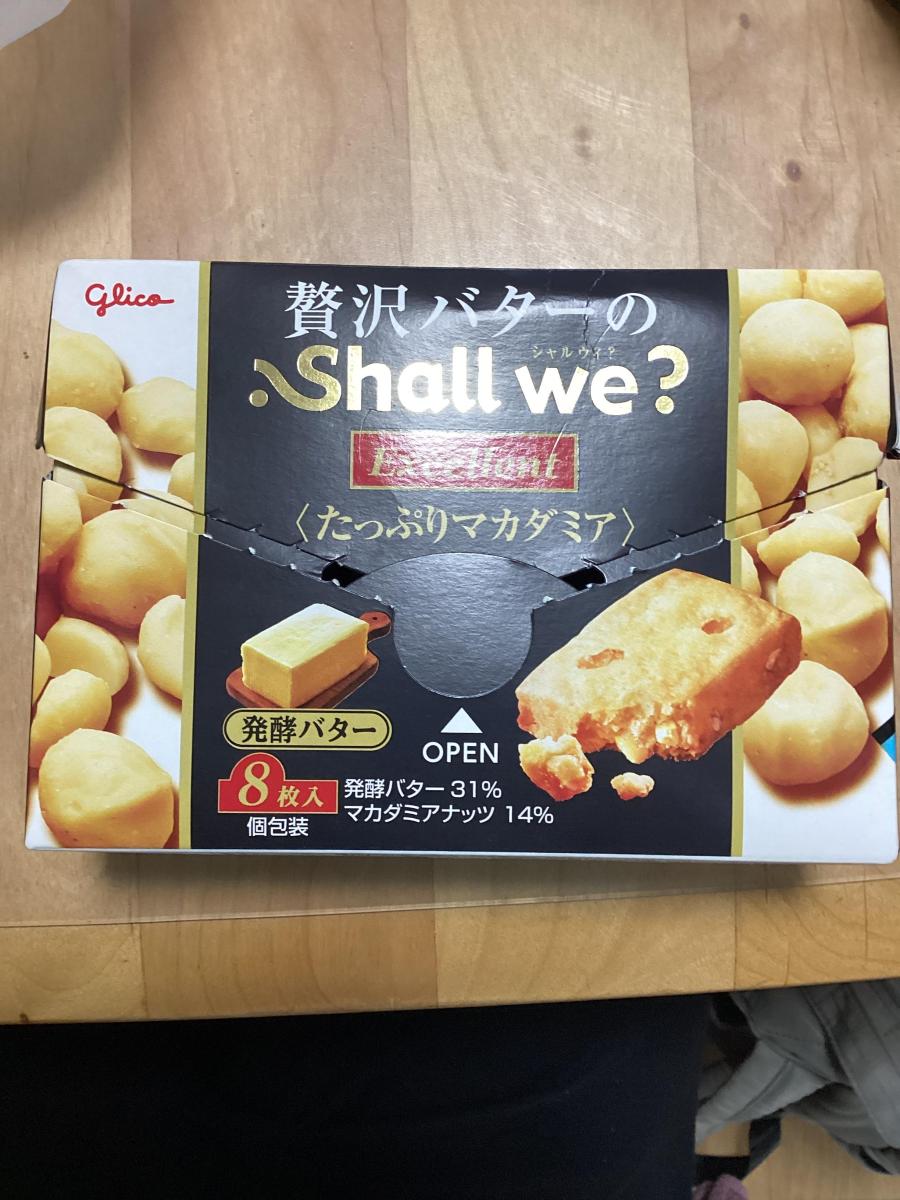 Glico
贅沢バターの
シャルウィ?
Shall we?
Excellent
〈たっぷりマカダミア〉
発酵バター
OPEN
8枚入
個包装
発酵バター 31%
マカダミアナッツ 14%